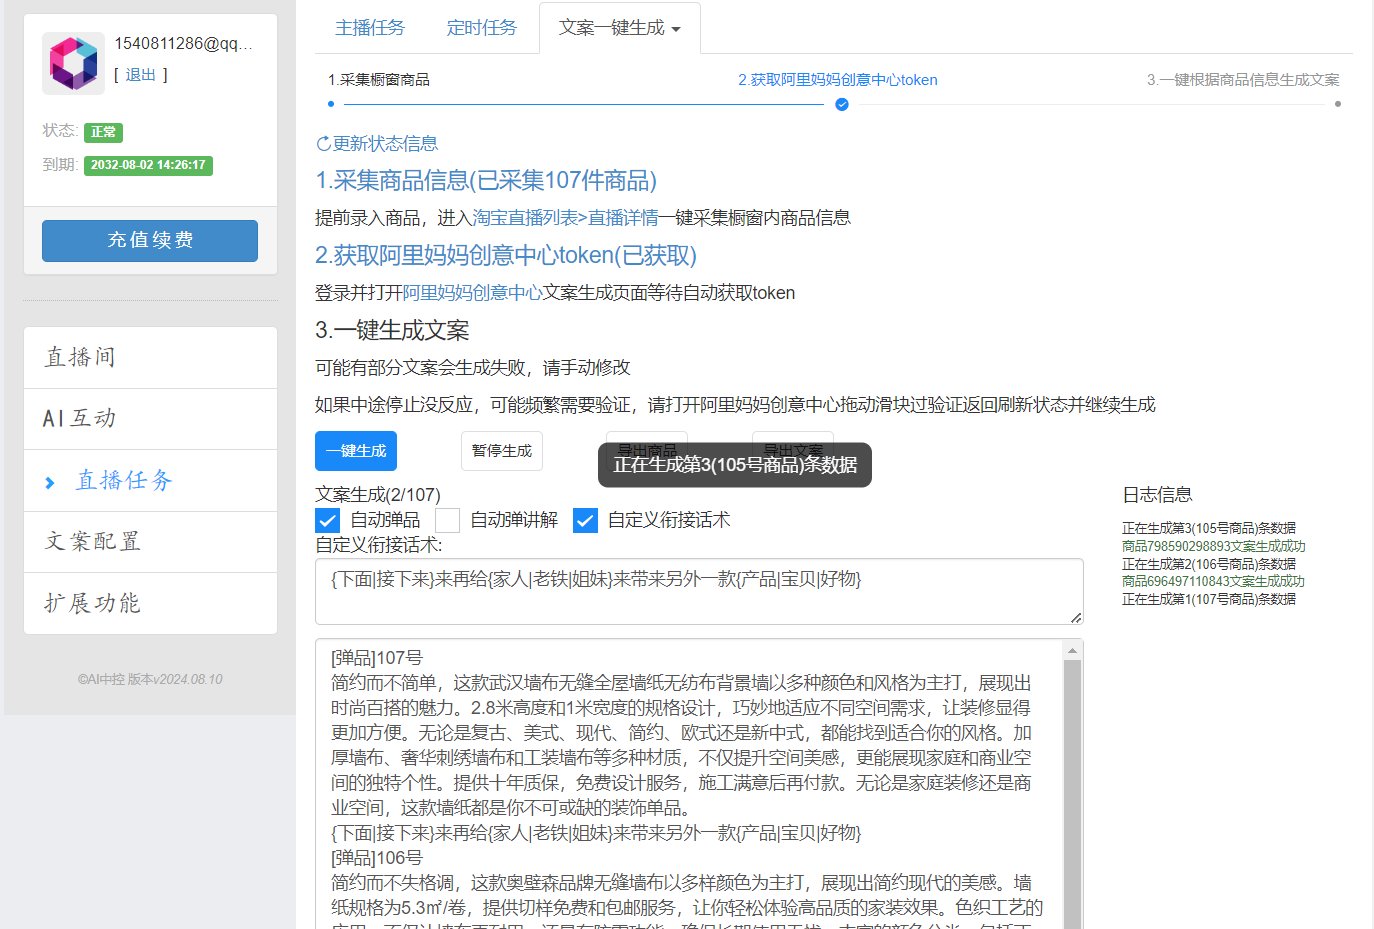 1540811286@qq...
[ 退出 ]
状态: 正常
到期: 2032-08-02 14:26:17
充值续费
直播间
AI互动
直播任务
文案配置
扩展功能
©AI中控 版本v2024.08.10
主播任务 定时任务 文案一键生成
1.采集橱窗商品 2.获取阿里妈妈创意中心token 3.一键根据商品信息生成文案
更新状态信息
1.采集商品信息(已采集107件商品)
提前录入商品，进入淘宝直播列表>直播详情一键采集橱窗内商品信息
2.获取阿里妈妈创意中心token(已获取)
登录并打开阿里妈妈创意中心文案生成页面等待自动获取token
3.一键生成文案
可能有部分文案会生成失败，请手动修改
如果中途停止没反应，可能频繁需要验证，请打开阿里妈妈创意中心拖动滑块过验证返回刷新状态并继续生成
一键生成 暂停生成 导出商品 导出文案
正在生成第3(105号商品)条数据
文案生成(2/107)
自动弹品 自动弹讲解 自定义衔接话术
自定义衔接话术:
{下面|接下来}来再给{家人|老铁|姐妹}来带来另外一款{产品|宝贝|好物}
[弹品]107号
简约而不简单，这款武汉墙布无缝全屋墙纸无纺布背景墙以多种颜色和风格为主打，展现出
时尚百搭的魅力。2.8米高度和1米宽度的规格设计，巧妙地适应不同空间需求，让装修显得
更加方便。无论是复古、美式、现代、简约、欧式还是新中式，都能找到适合你的风格。加
厚墙布、奢华刺绣墙布和工装墙布等多种材质，不仅提升空间美感，更能展现家庭和商业空
间的独特个性。提供十年质保，免费设计服务，施工满意后再付款。无论是家庭装修还是商
业空间，这款墙纸都是你不可或缺的装饰单品。
{下面|接下来}来再给{家人|老铁|姐妹}来带来另外一款{产品|宝贝|好物}
[弹品]106号
简约而不失格调，这款奥壁森品牌无缝墙布以多样颜色为主打，展现出简约现代的美感。墙
纸规格为5.3㎡/卷，提供切样免费和包邮服务，让你轻松体验高品质的家装效果。色织工艺的
日志信息
正在生成第3(105号商品)条数据
商品798590298893文案生成成功
正在生成第2(106号商品)条数据
商品696497110843文案生成成功
正在生成第1(107号商品)条数据